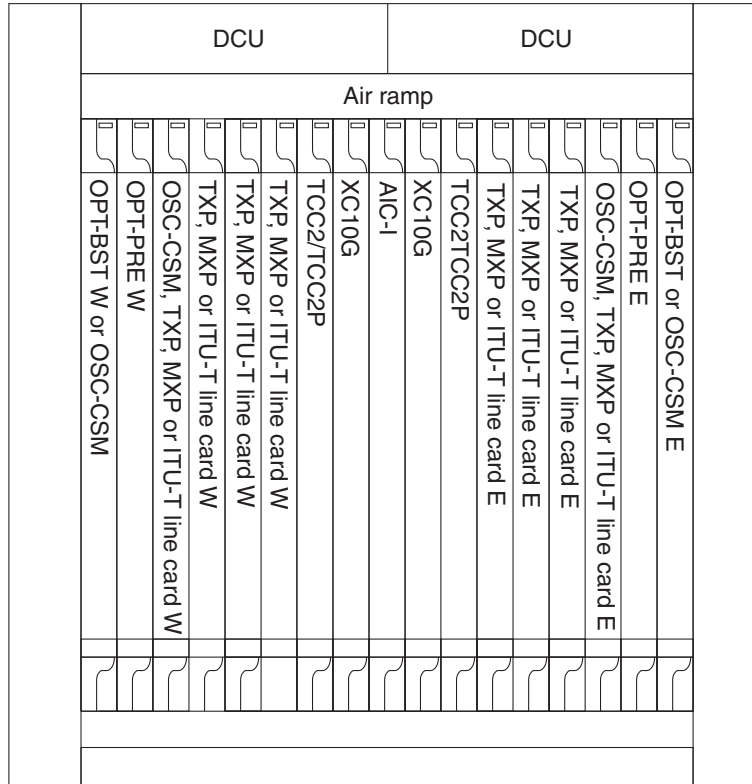 DCU
DCU
Air ramp
OPT-BST W or OSC-CSM
OPT-PRE W
OSC-CSM, TXP, MXP or ITU-T line card W
TXP, MXP or ITU-T line card W
TXP, MXP or ITU-T line card W
TXP, MXP or ITU-T line card W
TCC2/TCC2P
XC10G
AIC-I
XC10G
TCC2TCC2P
TXP, MXP or ITU-T line card E
TXP, MXP or ITU-T line card E
TXP, MXP or ITU-T line card E
OSC-CSM, TXP, MXP or ITU-T line card E
OPT-PRE E
OPT-BST or OSC-CSM E